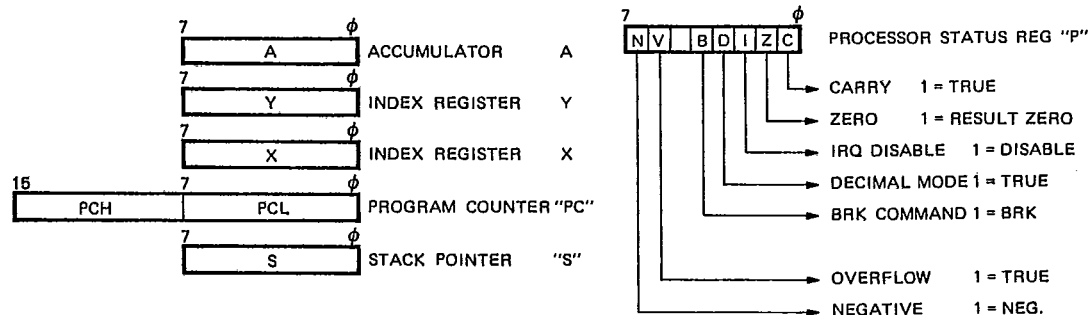 7 ϕ
A ACCUMULATOR A
7 ϕ
Y INDEX REGISTER Y
7 ϕ
X INDEX REGISTER X
15 7 ϕ
PCH PCL PROGRAM COUNTER "PC"
7 ϕ
S STACK POINTER "S"
7 ϕ
N V B D I Z C PROCESSOR STATUS REG "P"
CARRY 1 = TRUE
ZERO 1 = RESULT ZERO
IRQ DISABLE 1 = DISABLE
DECIMAL MODE 1 = TRUE
BRK COMMAND 1 = BRK
OVERFLOW 1 = TRUE
NEGATIVE 1 = NEG.